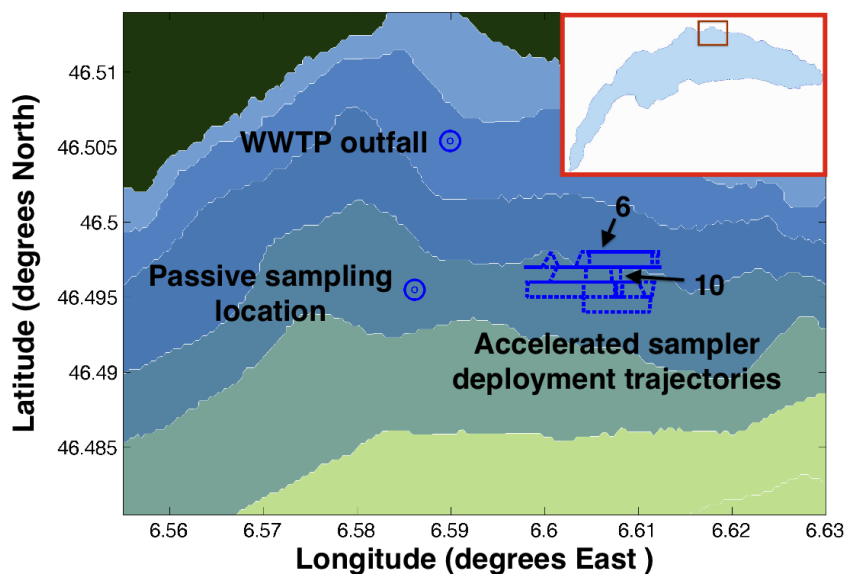 46.51
46.505
46.5
46.495
46.49
46.485
Latitude (degrees North)
WWTP outfall
6
Passive sampling
location
10
Accelerated sampler
deployment trajectories
6.56
6.57
6.58
6.59
6.6
6.61
6.62
6.63
Longitude (degrees East )